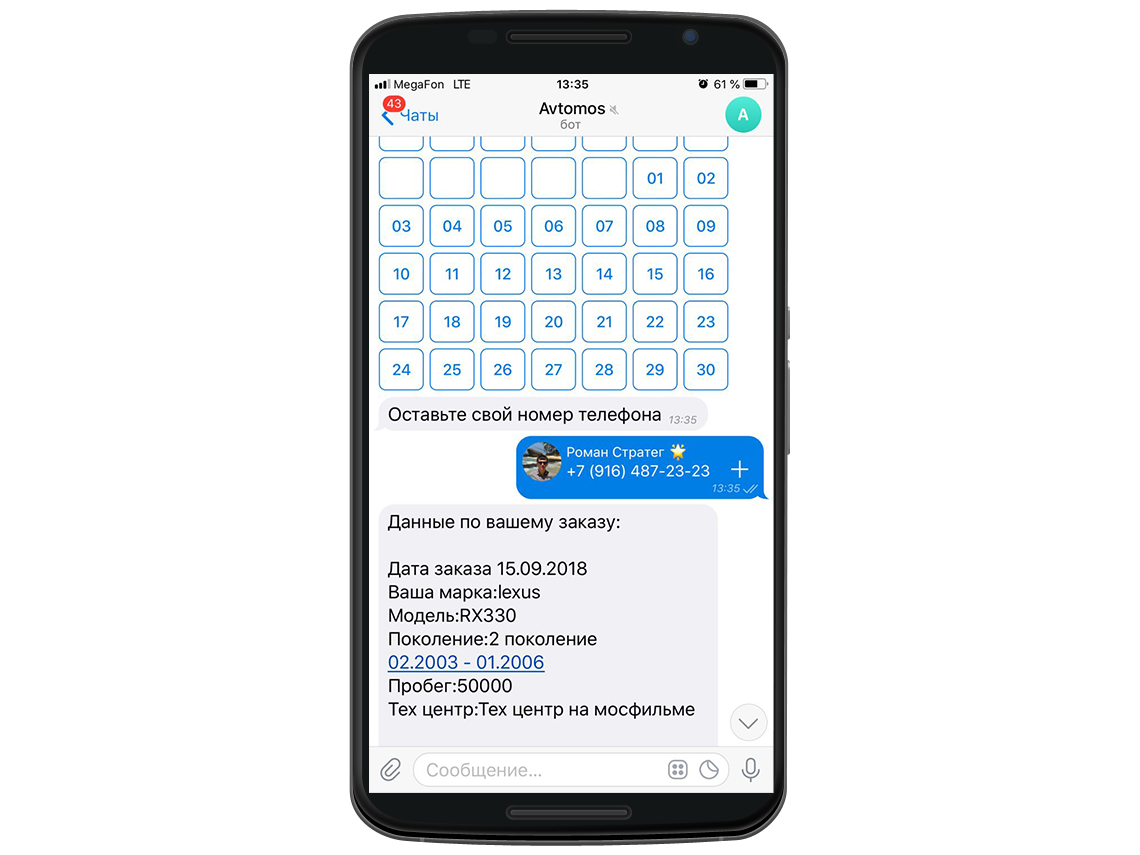 MegaFon LTE 13:35 61 %
43
Чаты
Avtomos
бот
A
01 02
03 04 05 06 07 08 09
10 11 12 13 14 15 16
17 18 19 20 21 22 23
24 25 26 27 28 29 30
Оставьте свой номер телефона 13:35
Роман Стратег
+7 (916) 487-23-23
13:35
Данные по вашему заказу:
Дата заказа 15.09.2018
Ваша марка:lexus
Модель:RX330
Поколение:2 поколение
02.2003 - 01.2006
Пробег:50000
Тех центр:Тех центр на мосфильме
Сообщение...